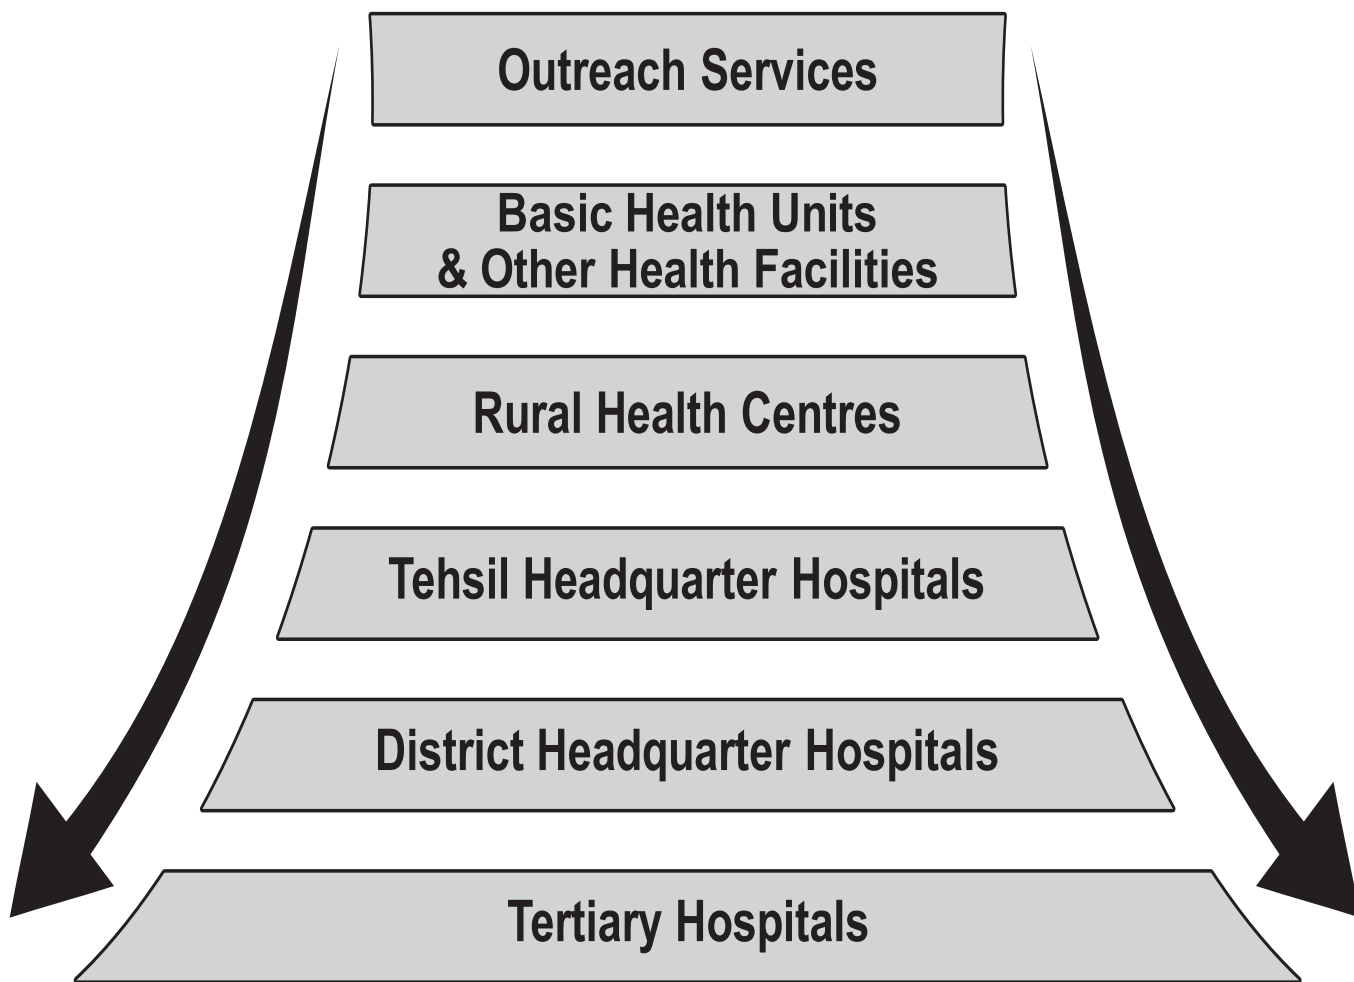 Outreach Services
Basic Health Units
& Other Health Facilities
Rural Health Centres
Tehsil Headquarter Hospitals
District Headquarter Hospitals
Tertiary Hospitals